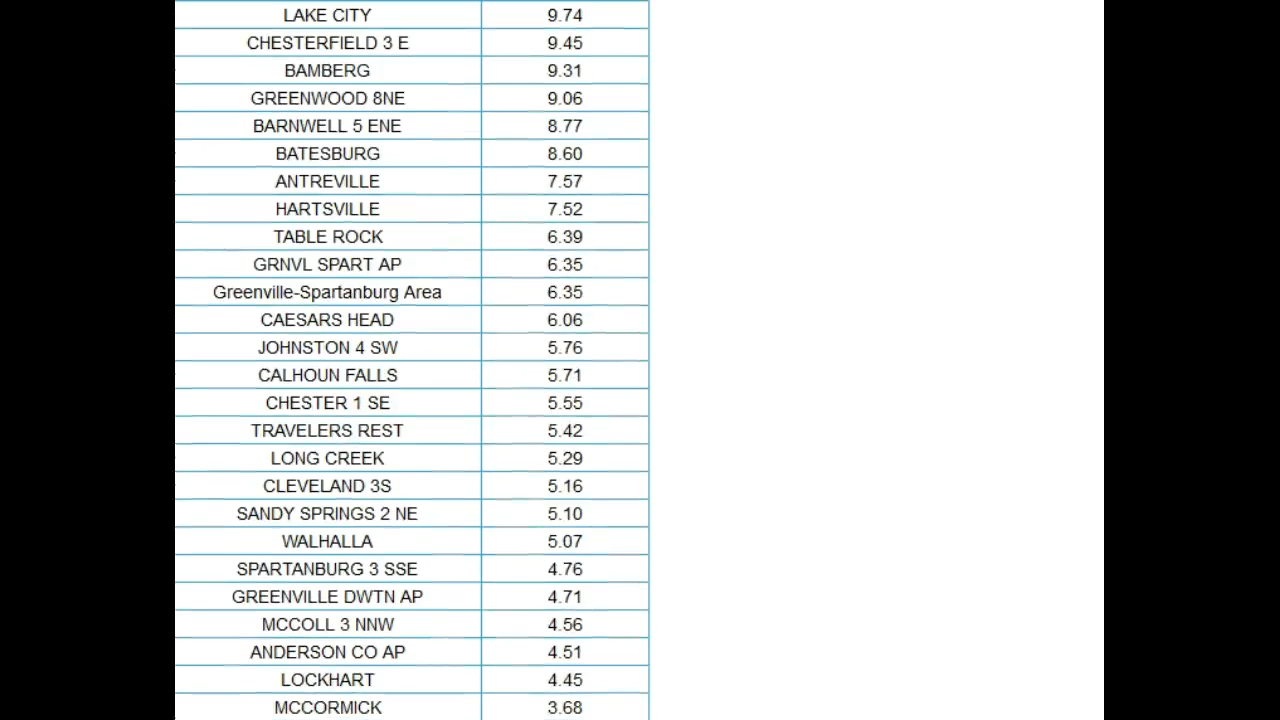 LAKE CITY 9.74
CHESTERFIELD 3 E 9.45
BAMBERG 9.31
GREENWOOD 8NE 9.06
BARNWELL 5 ENE 8.77
BATESBURG 8.60
ANTREVILLE 7.57
HARTSVILLE 7.52
TABLE ROCK 6.39
GRNVL SPART AP 6.35
Greenville-Spartanburg Area 6.35
CAESARS HEAD 6.06
JOHNSTON 4 SW 5.76
CALHOUN FALLS 5.71
CHESTER 1 SE 5.55
TRAVELERS REST 5.42
LONG CREEK 5.29
CLEVELAND 3S 5.16
SANDY SPRINGS 2 NE 5.10
WALHALLA 5.07
SPARTANBURG 3 SSE 4.76
GREENVILLE DWTN AP 4.71
MCCOLL 3 NNW 4.56
ANDERSON CO AP 4.51
LOCKHART 4.45
MCCORMICK 3.68